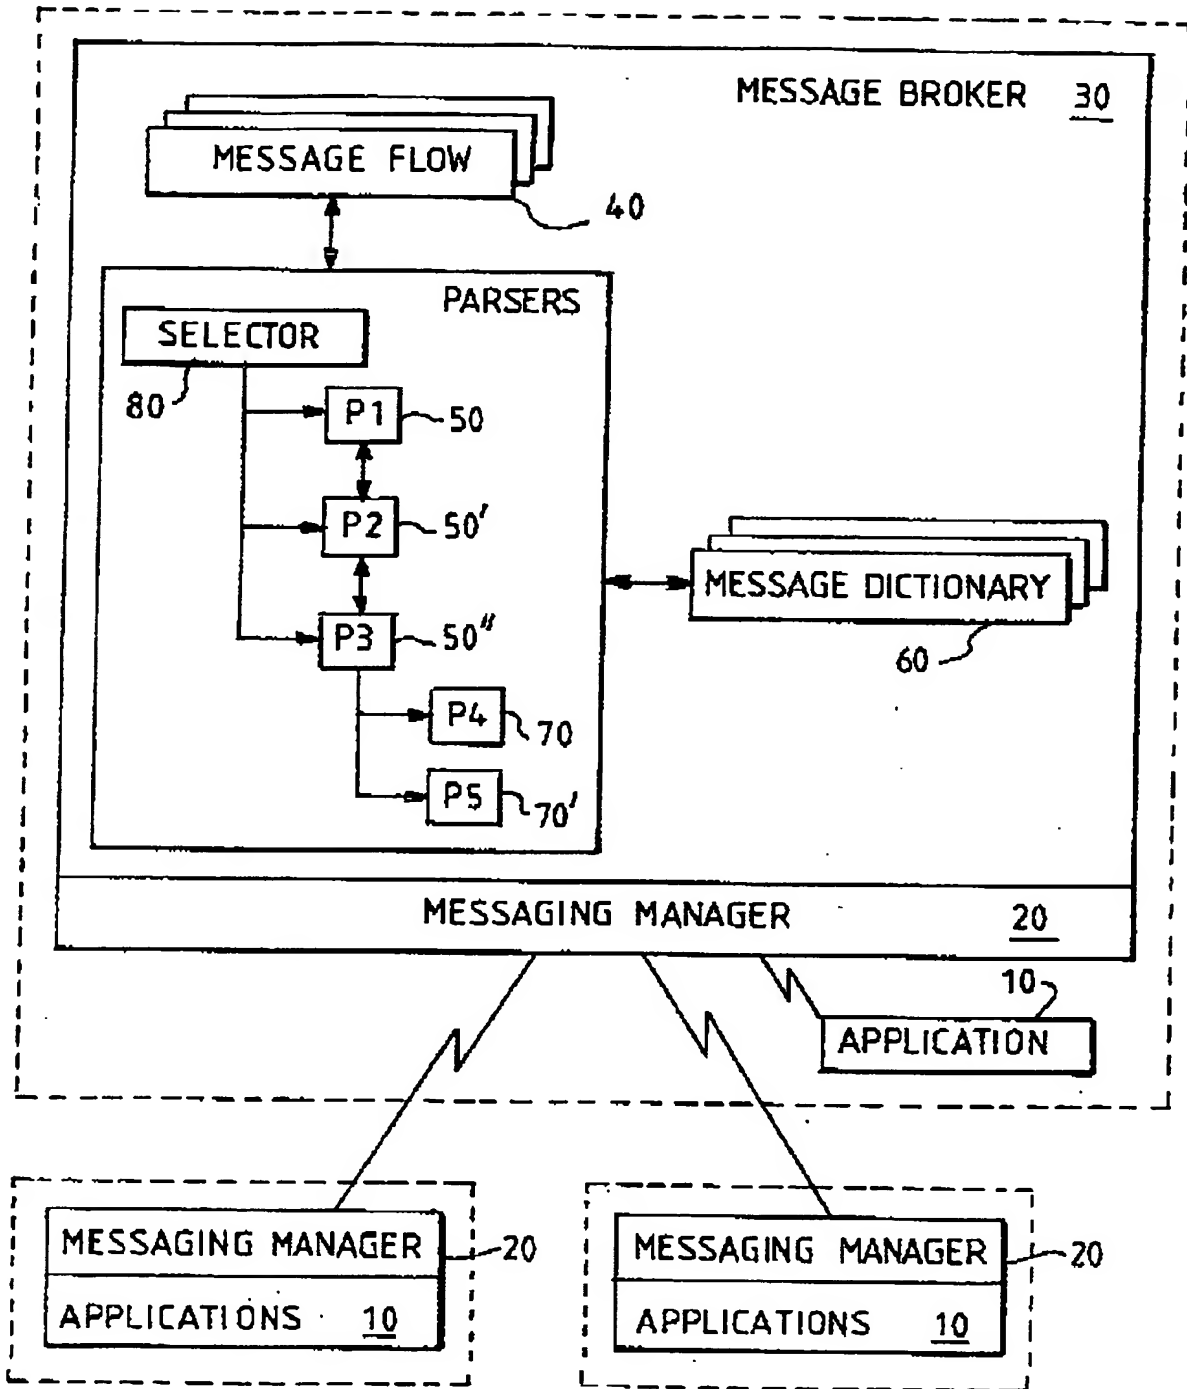 MESSAGE BROKER 30
MESSAGE FLOW
40
PARSERS
SELECTOR
80
P1 50
P2 50'
P3 50"
MESSAGE DICTIONARY
60
P4 70
P5 70'
MESSAGING MANAGER 20
10
APPLICATION
MESSAGING MANAGER 20
APPLICATIONS 10
MESSAGING MANAGER 20
APPLICATIONS 10